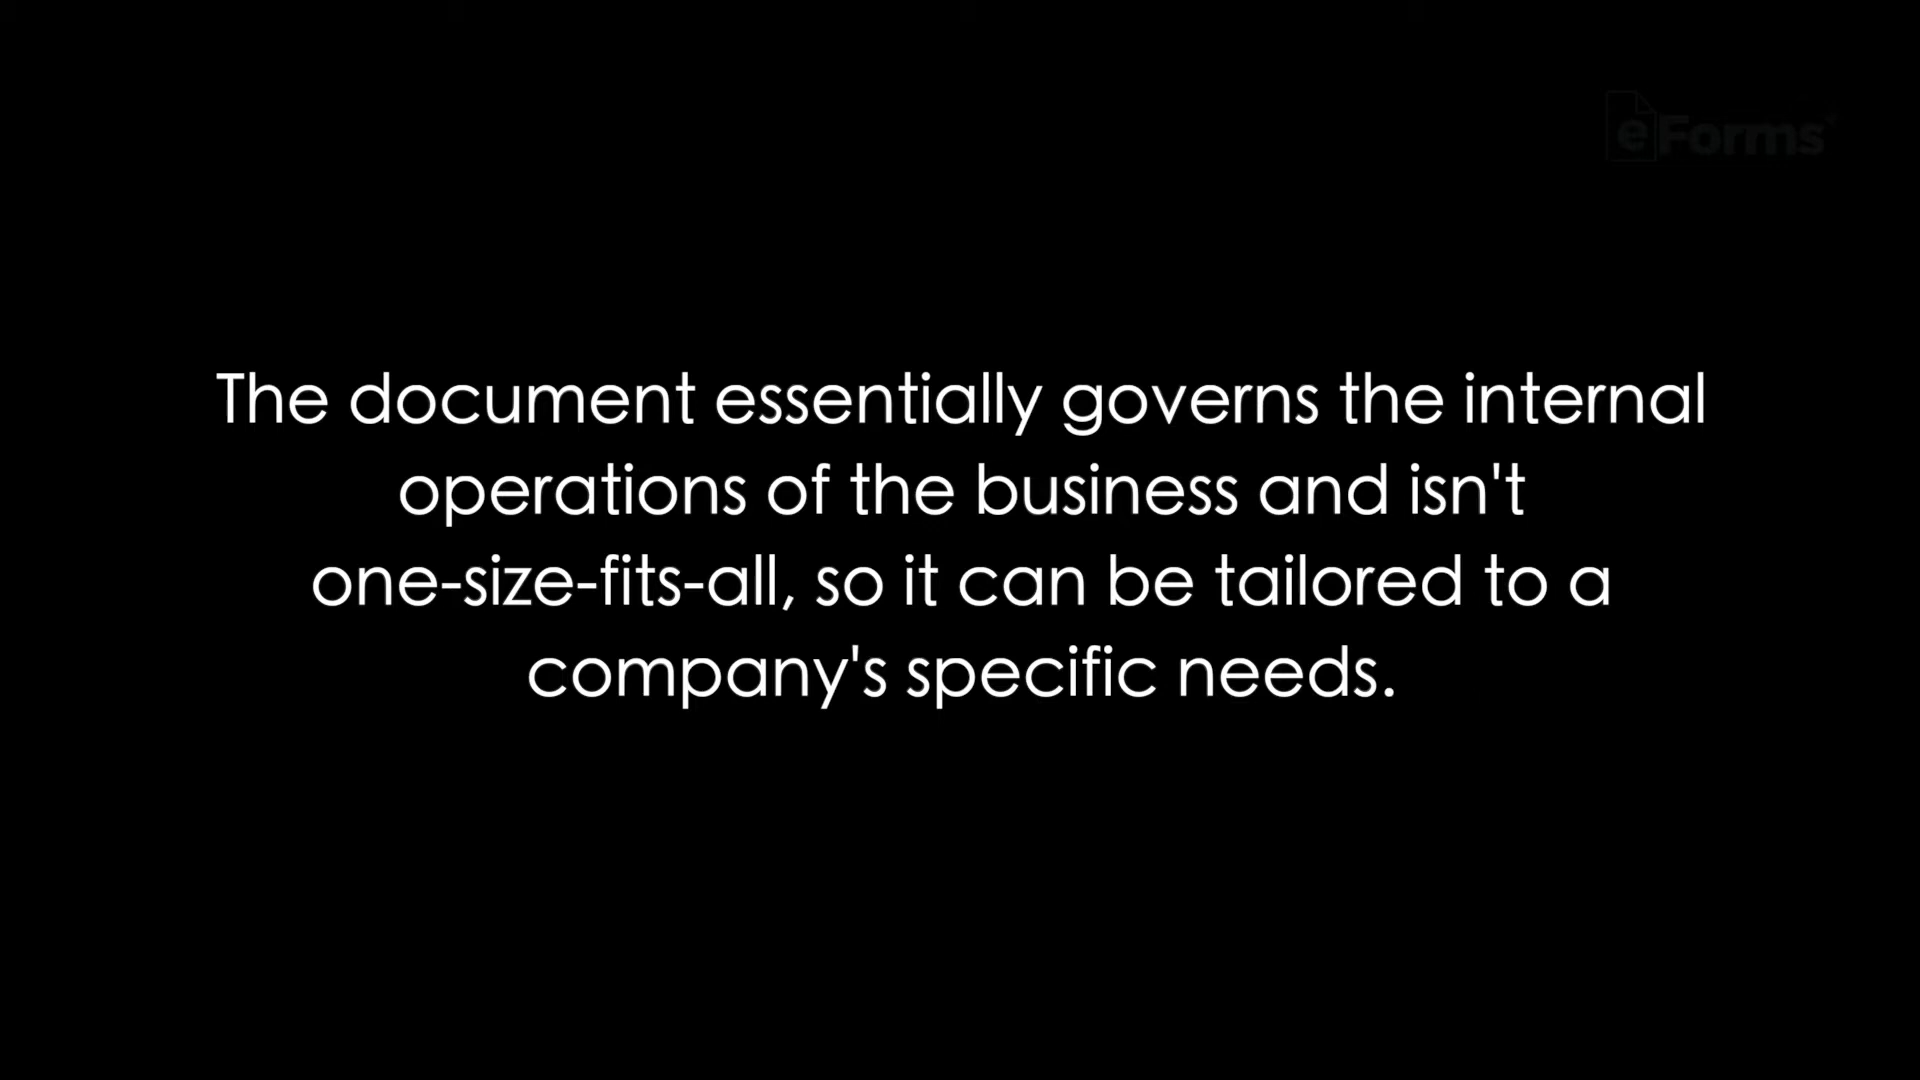 eForms
The document essentially governs the internal
operations of the business and isn't
one-size-fits-all, so it can be tailored to a
company's specific needs.